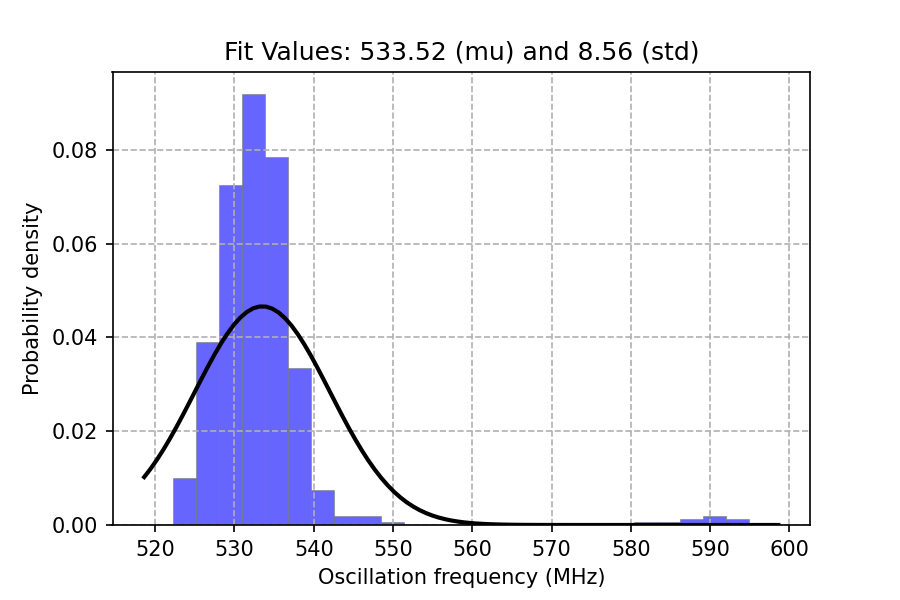 Fit Values: 533.52 (mu) and 8.56 (std)
Probability density
0.08
0.06
0.04
0.02
0.00
520 530 540 550 560 570 580 590 600
Oscillation frequency (MHz)